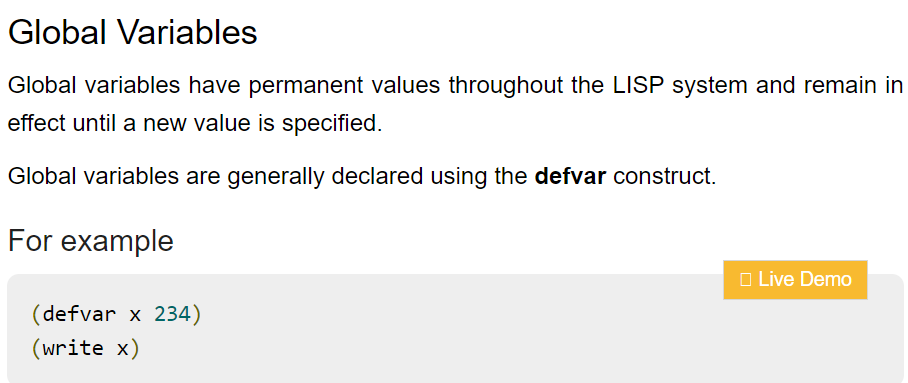 Global Variables
Global variables have permanent values throughout the LISP system and remain in
effect until a new value is specified.
Global variables are generally declared using the defvar construct.
For example
Live Demo
(defvar x 234)
(write x)